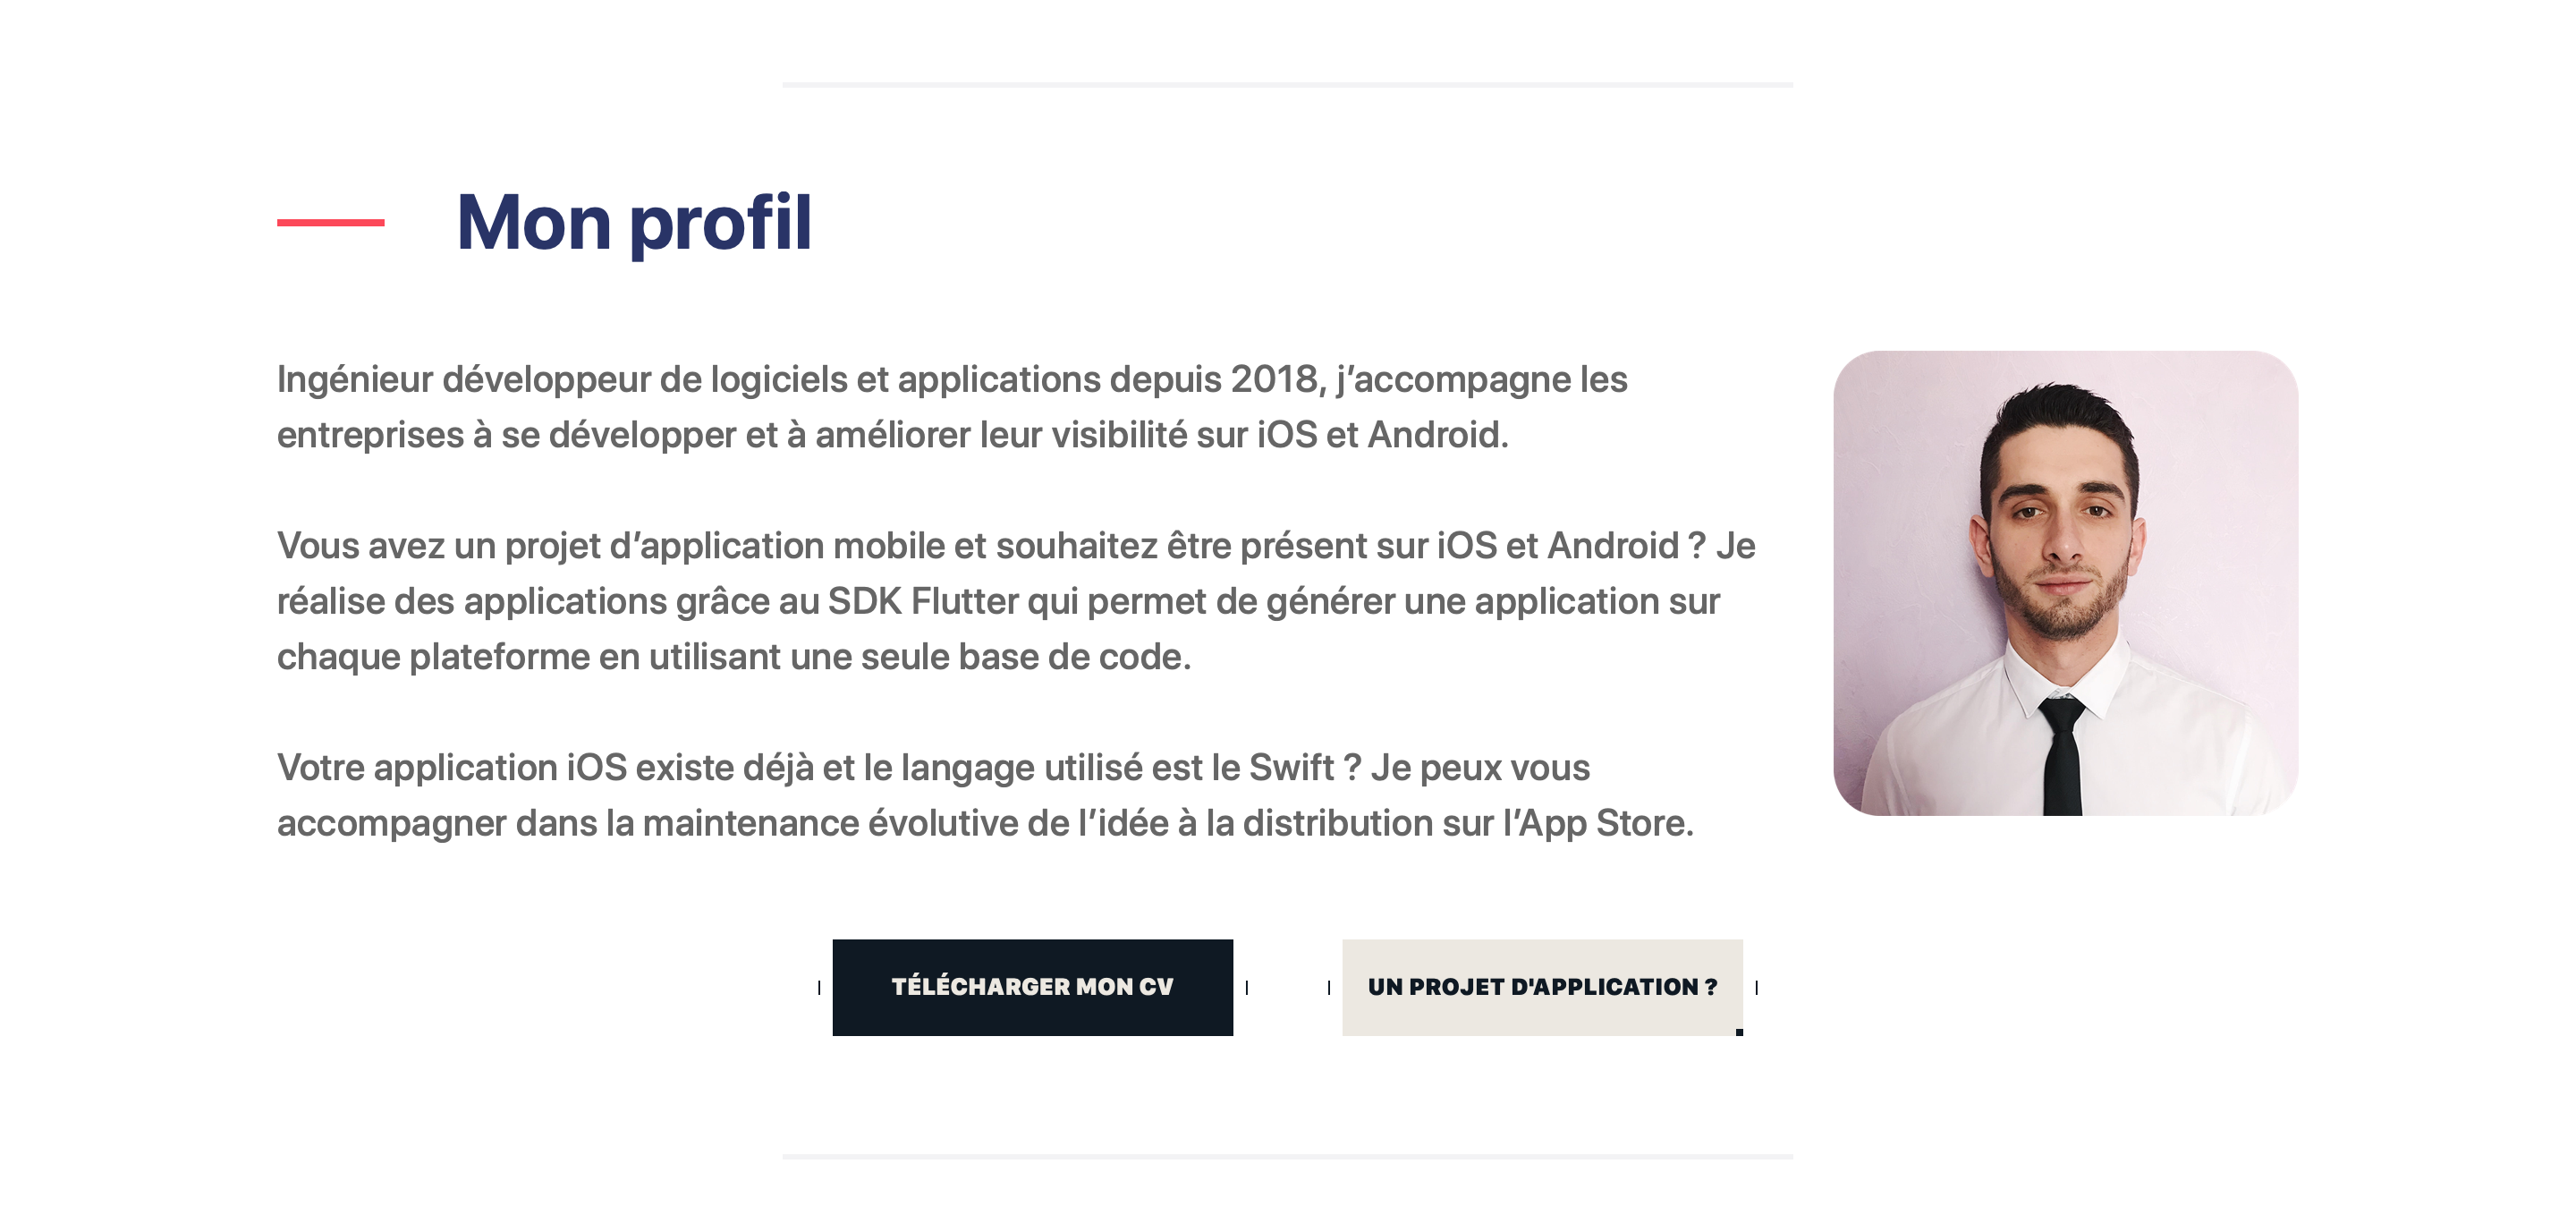 Mon profil
Ingénieur développeur de logiciels et applications depuis 2018, j’accompagne les
entreprises à se développer et à améliorer leur visibilité sur iOS et Android.
Vous avez un projet d’application mobile et souhaitez être présent sur iOS et Android ? Je
réalise des applications grâce au SDK Flutter qui permet de générer une application sur
chaque plateforme en utilisant une seule base de code.
Votre application iOS existe déjà et le langage utilisé est le Swift ? Je peux vous
accompagner dans la maintenance évolutive de l’idée à la distribution sur l’App Store.
TÉLÉCHARGER MON CV
UN PROJET D'APPLICATION ?